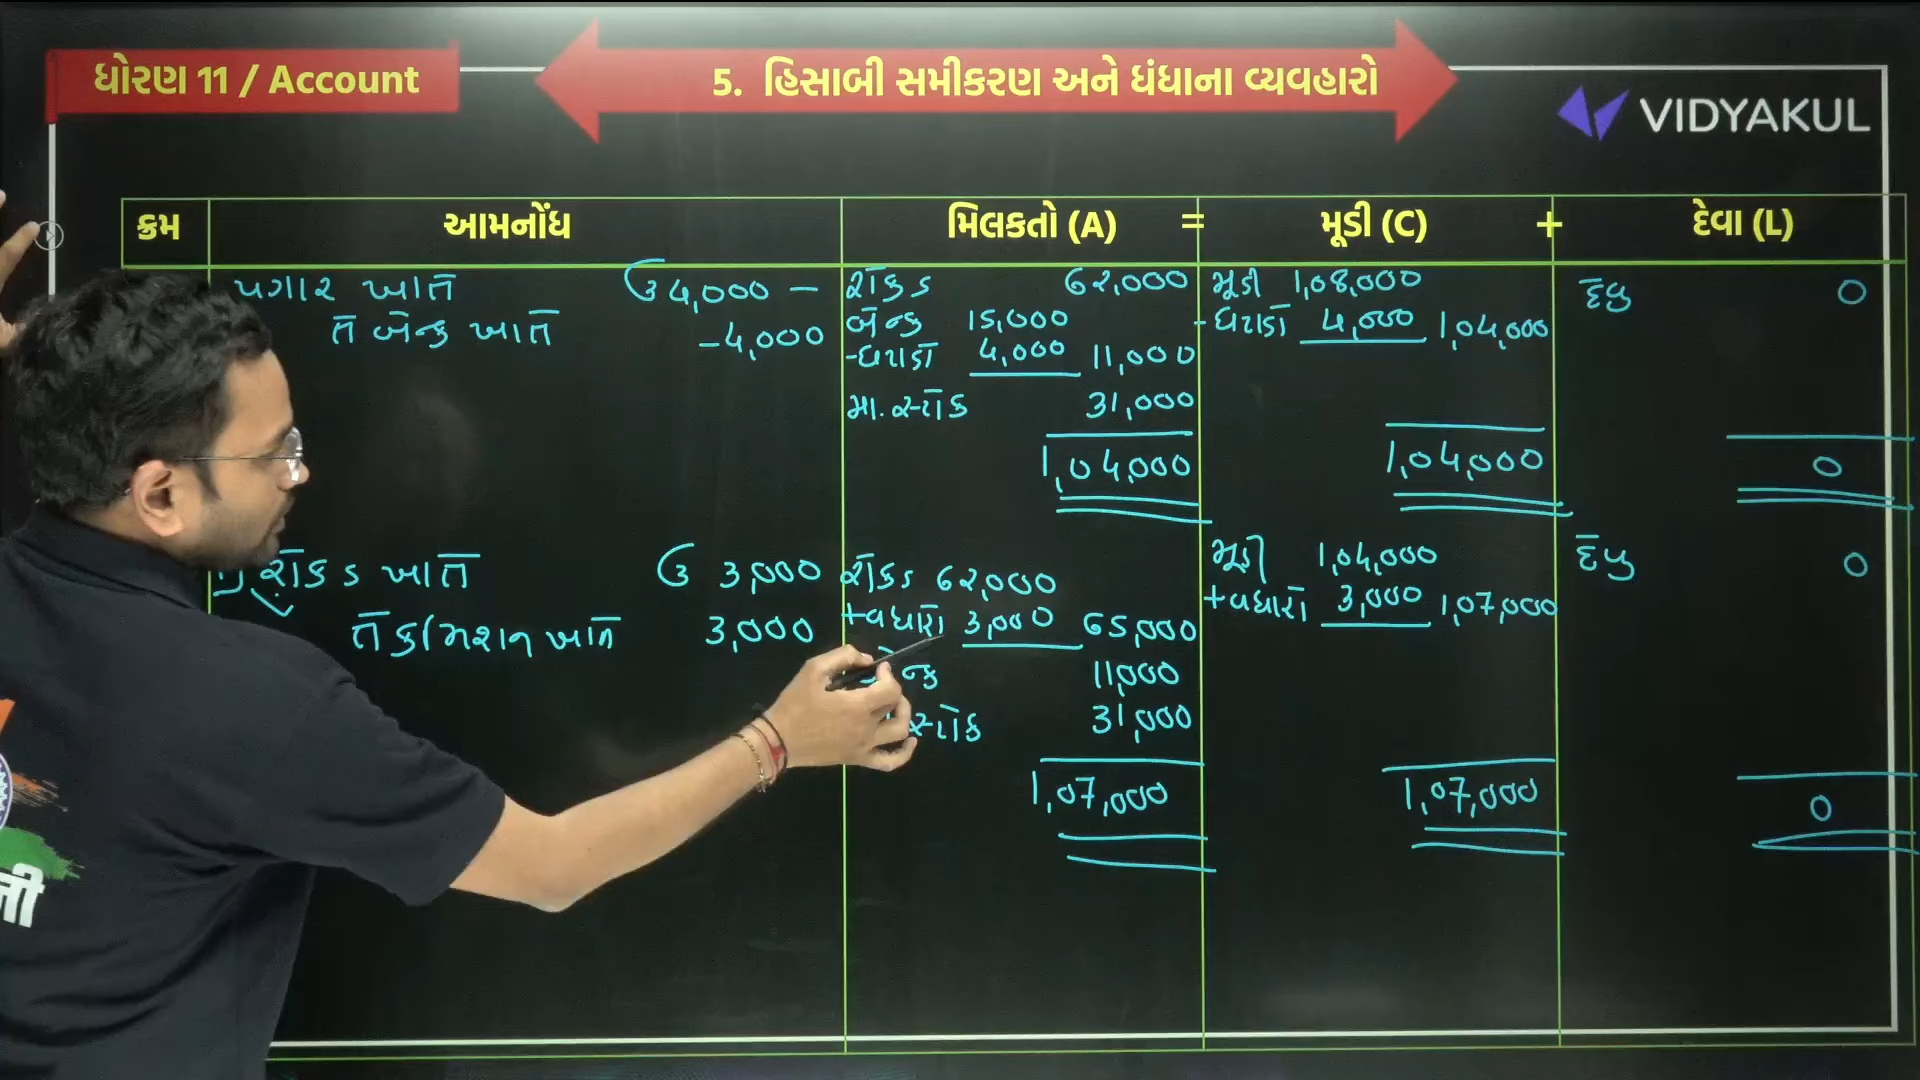 ધોરણ 11 / Account
5. હિસાબી સમીકરણ અને ધંધાના વ્યવહારો
VIDYAKUL
ક્રમ આમનોંધ મિલકતો (A) = મૂડી (C) + દેવા (L)
પગાર ખાતે ઉ 4,000 –
તે બેન્ક ખાતે – 4,000
રોકડ 62,000
બેન્ક 15,000
- ઘટાડો 4,000 11,000
મા.સ્ટોક 31,000
1,04,000
મૂડી 1,08,000
- ઘટાડો 4,000 1,04,000
1,04,000
દેવુ 0
0
રોકડ ખાતે ઉ 3,000
તે કમિશન ખાતે 3,000
રોકડ 62,000
+ વધારો 3,000 65,000
ન્ક 11,000
સ્ટોક 31,000
1,07,000
મૂડી 1,04,000
+ વધારો 3,000 1,07,000
1,07,000
દેવુ 0
0